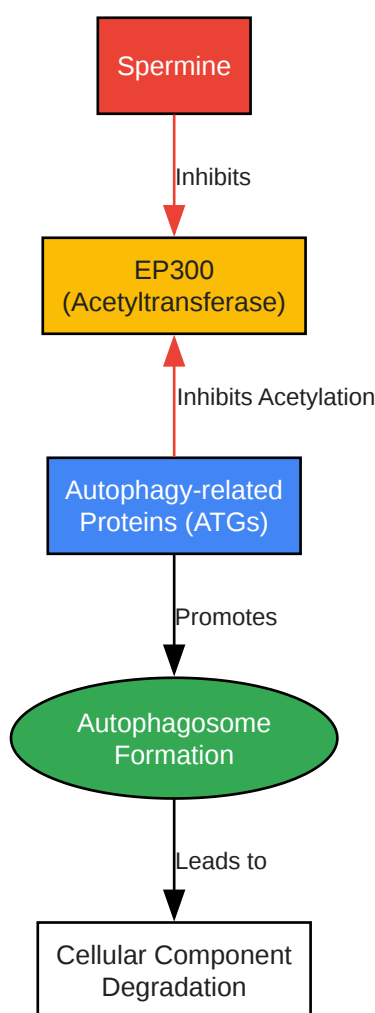 Spermine
Inhibits
EP300
(Acetyltransferase)
Inhibits Acetylation
Autophagy-related
Proteins (ATGs)
Promotes
Autophagosome
Formation
Leads to
Cellular Component
Degradation